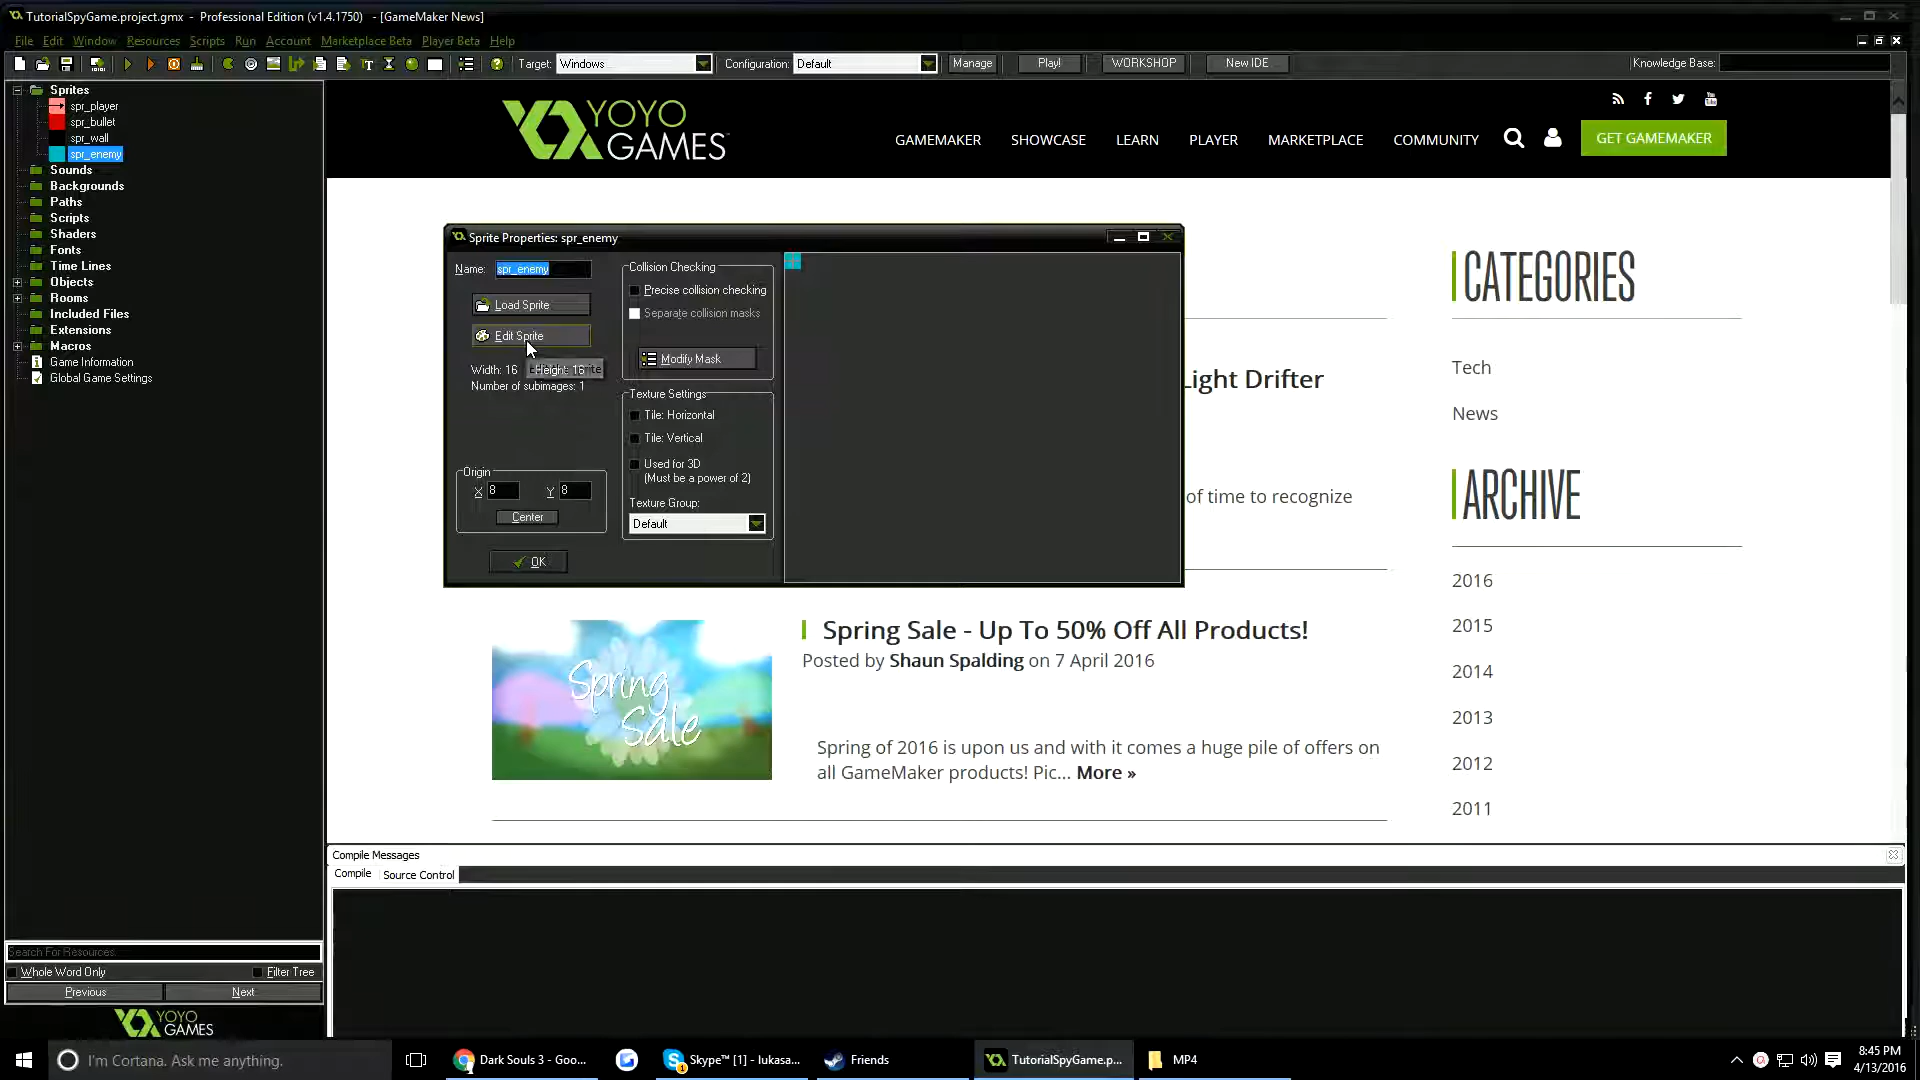 TutorialSpyGame.project.gmx - Professional Edition (v1.4.1750) - [GameMaker News]
File Edit Window Resources Scripts Run Account Marketplace Beta Player Beta Help
Target: Windows Configuration: Default Manage Play! WORKSHOP New IDE Knowledge Base:
Sprites
spr_player
spr_bullet
spr_wall
spr_enemy
Sounds
Backgrounds
Paths
Scripts
Shaders
Fonts
Time Lines
Objects
Rooms
Included Files
Extensions
Macros
Game Information
Global Game Settings
Search For Resources
Whole Word Only Filter Tree
Previous Next
YOYO GAMES
YOYO GAMES™
GAMEMAKER SHOWCASE LEARN PLAYER MARKETPLACE COMMUNITY GET GAMEMAKER
Sprite Properties: spr_enemy
Name: spr_enemy
Load Sprite
Edit Sprite
Width: 16 Height: 16
Number of subimages: 1
Origin
X 8 Y 8
Center
OK
Collision Checking
Precise collision checking
Separate collision masks
Modify Mask
Texture Settings
Tile: Horizontal
Tile: Vertical
Used for 3D
(Must be a power of 2)
Texture Group:
Default
Light Drifter
of time to recognize
Spring Sale
Spring Sale - Up To 50% Off All Products!
Posted by Shaun Spalding on 7 April 2016
Spring of 2016 is upon us and with it comes a huge pile of offers on
all GameMaker products! Pic... More »
CATEGORIES
Tech
News
ARCHIVE
2016
2015
2014
2013
2012
2011
Compile Messages
Compile Source Control
I'm Cortana. Ask me anything.
Dark Souls 3 - Goo...
Skype™ [1] - lukasa...
Friends
TutorialSpyGame.p...
MP4
8:45 PM
4/13/2016